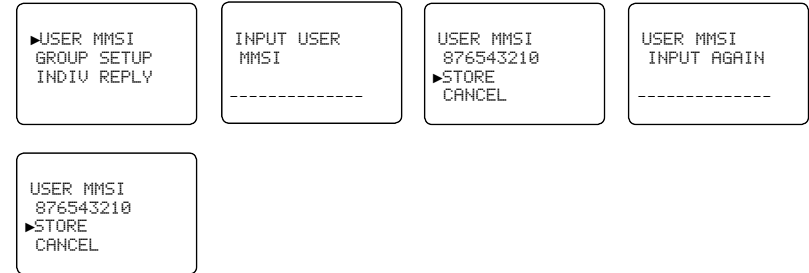 ►USER MMSI
GROUP SETUP
INDIV REPLY
INPUT USER
MMSI
--------------
USER MMSI
876543210
►STORE
CANCEL
USER MMSI
INPUT AGAIN
--------------
USER MMSI
876543210
►STORE
CANCEL